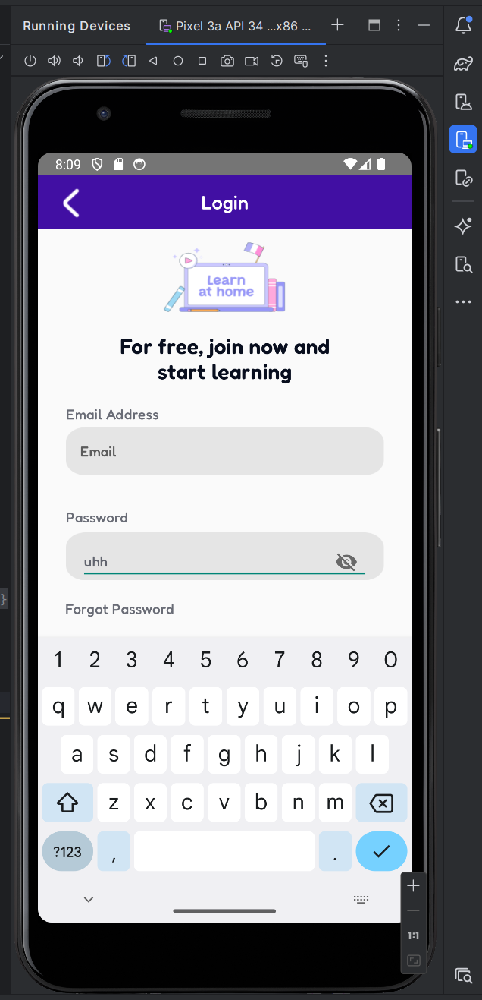 Running Devices
Pixel 3a API 34 ...x86 ...
8:09
Login
Learn
at home
For free, join now and
start learning
Email Address
Email
Password
uhh
Forgot Password
1 2 3 4 5 6 7 8 9 0
q w e r t y u i o p
a s d f g h j k l
z x c v b n m
?123 , .
1:1
}